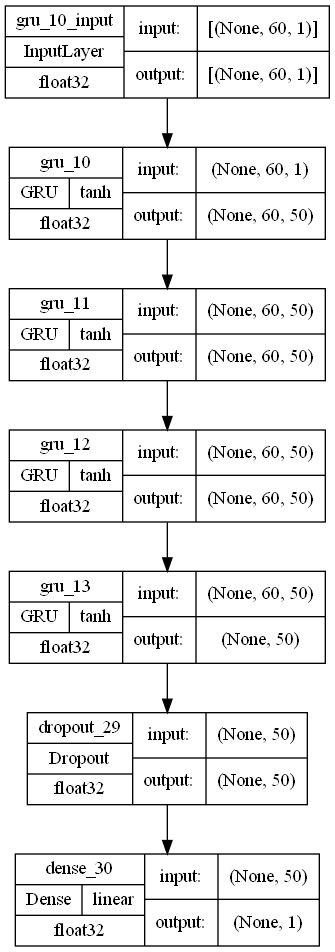 gru_10_input
InputLayer
float32
input:
[(None, 60, 1)]
output:
[(None, 60, 1)]
gru_10
GRU tanh
float32
input:
(None, 60, 1)
output:
(None, 60, 50)
gru_11
GRU tanh
float32
input:
(None, 60, 50)
output:
(None, 60, 50)
gru_12
GRU tanh
float32
input:
(None, 60, 50)
output:
(None, 60, 50)
gru_13
GRU tanh
float32
input:
(None, 60, 50)
output:
(None, 50)
dropout_29
Dropout
float32
input:
(None, 50)
output:
(None, 50)
dense_30
Dense linear
float32
input:
(None, 50)
output:
(None, 1)